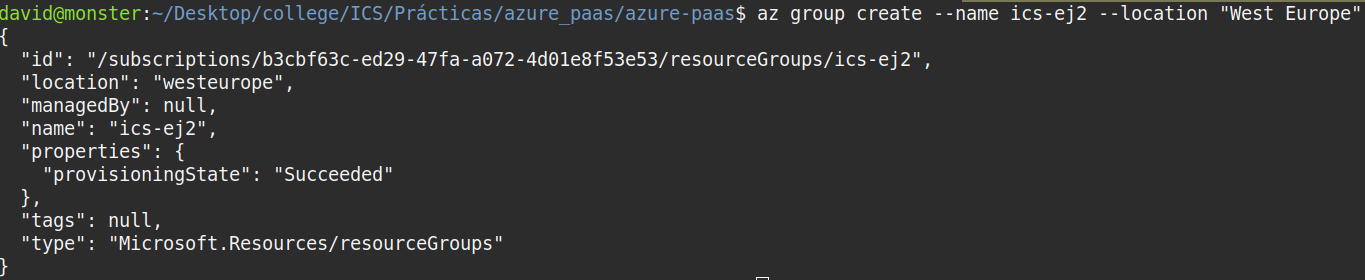 david@monster:~/Desktop/college/ICS/Prácticas/azure_paas/azure-paas$ az group create --name ics-ej2 --location "West Europe"
{
  "id": "/subscriptions/b3cbf63c-ed29-47fa-a072-4d01e8f53e53/resourceGroups/ics-ej2",
  "location": "westeurope",
  "managedBy": null,
  "name": "ics-ej2",
  "properties": {
    "provisioningState": "Succeeded"
  },
  "tags": null,
  "type": "Microsoft.Resources/resourceGroups"
}